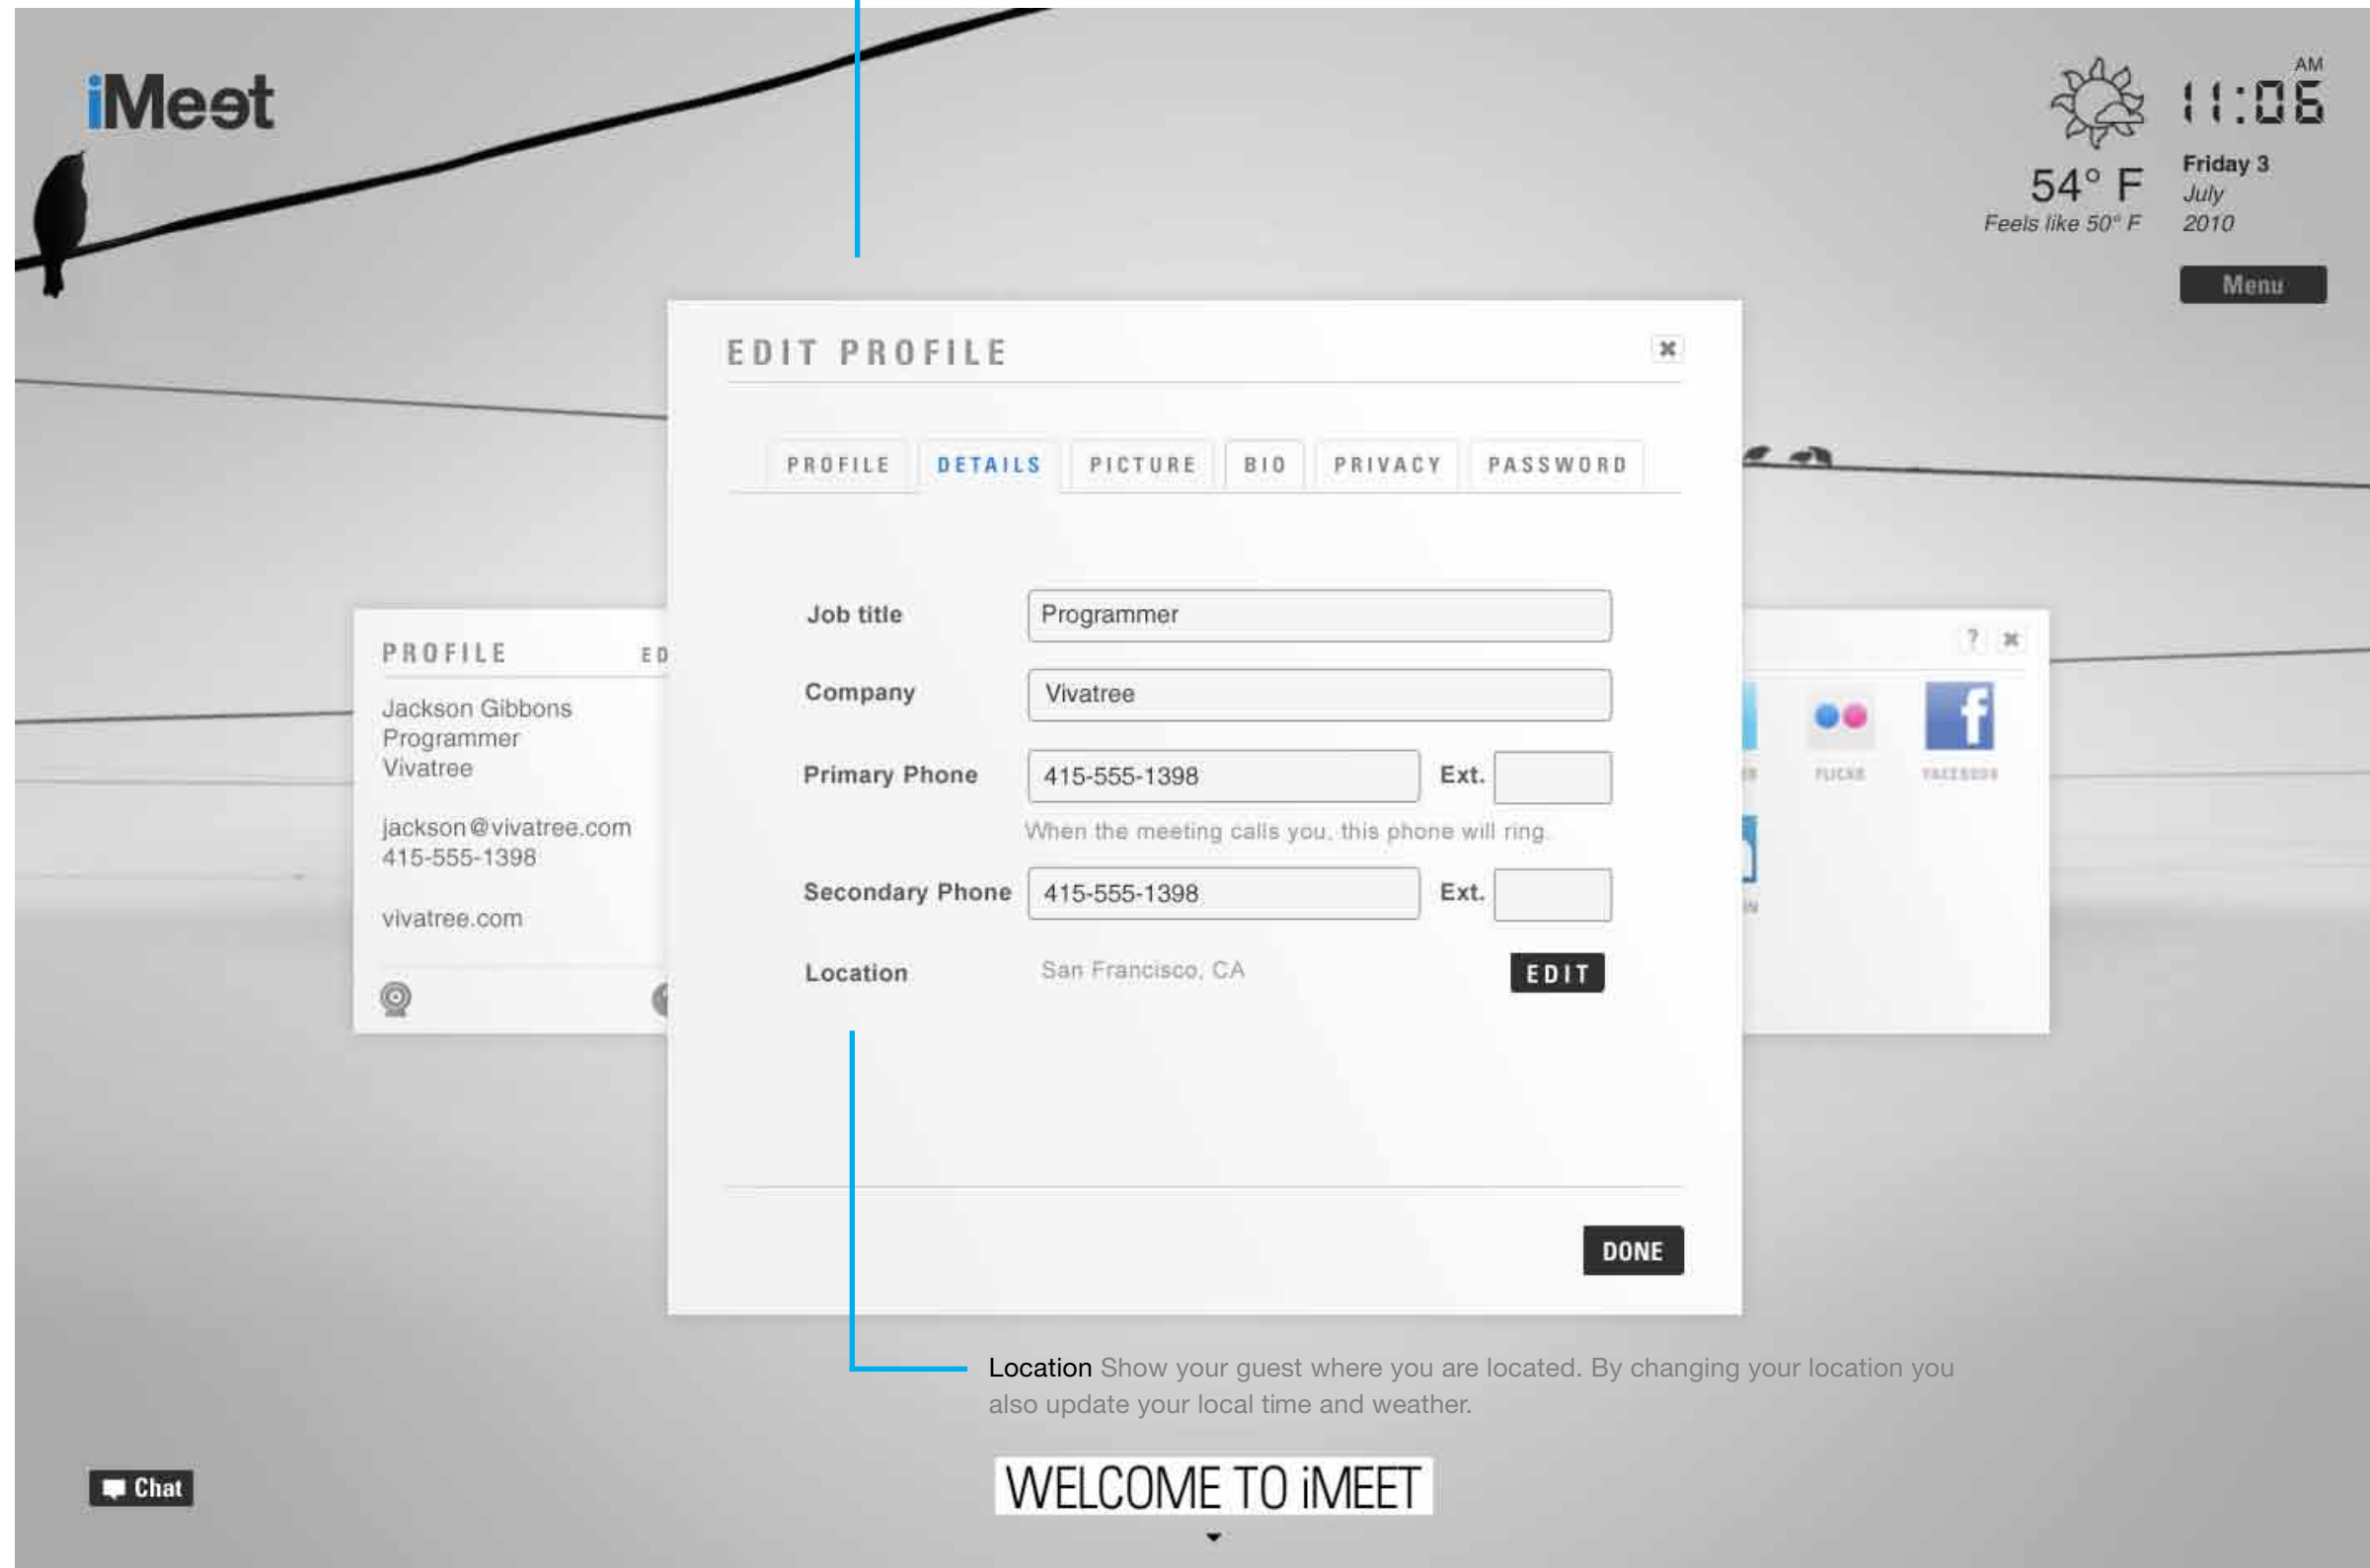 iMeet
AM
11:06
54° F
Feels like 50° F
Friday 3
July
2010
Menu
EDIT PROFILE
PROFILE DETAILS PICTURE BIO PRIVACY PASSWORD
Job title Programmer
Company Vivatree
Primary Phone 415-555-1398 Ext.
When the meeting calls you, this phone will ring.
Secondary Phone 415-555-1398 Ext.
Location San Francisco, CA EDIT
DONE
PROFILE ED
Jackson Gibbons
Programmer
Vivatree
jackson@vivatree.com
415-555-1398
vivatree.com
?
FLICKR FACEBOOK
IN
Location Show your guest where you are located. By changing your location you
also update your local time and weather.
Chat
WELCOME TO iMEET